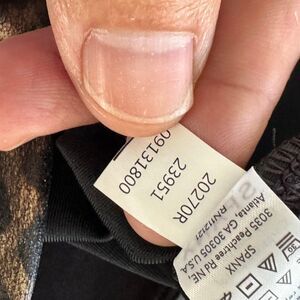 20270R
23951
09131800
SPANX
3035 Peachtree Rd NE
Atlanta, GA
30305 U.S.A.